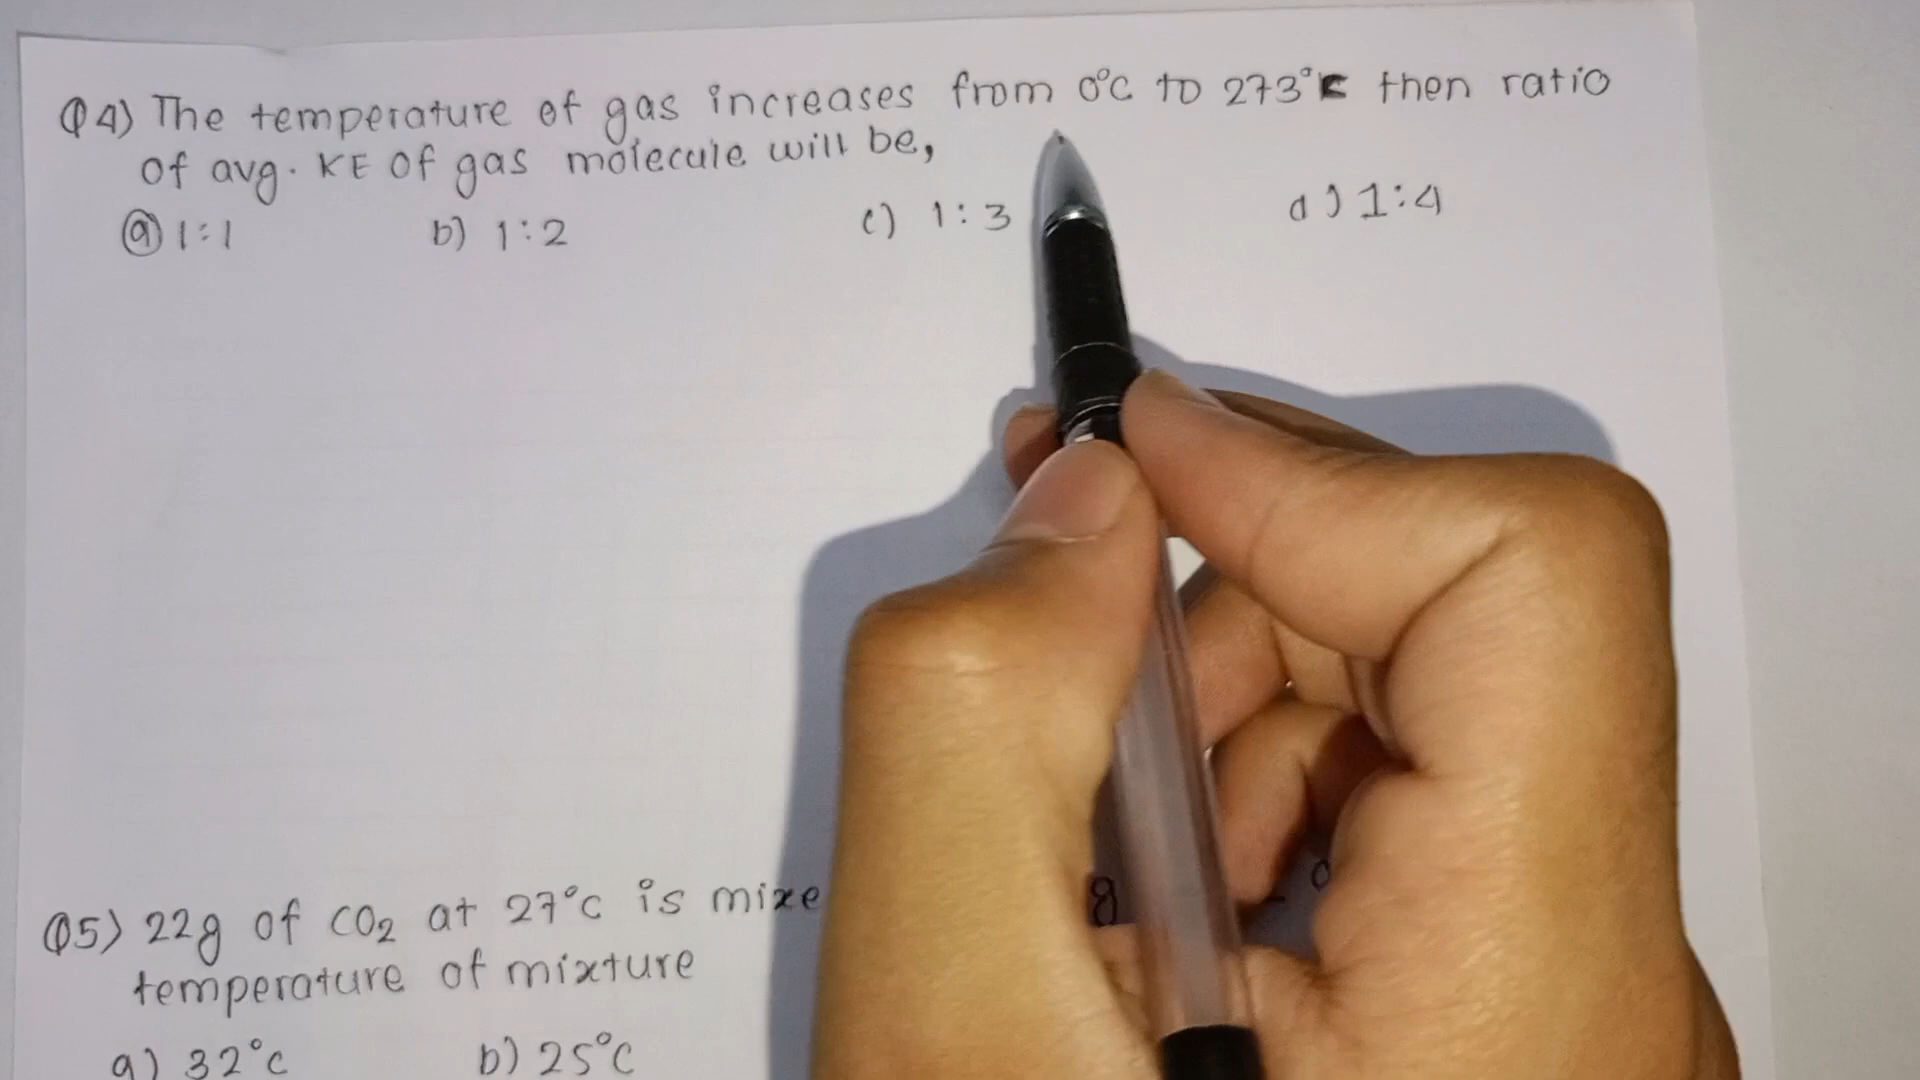 Q4) The temperature of gas increases from 0°C to 273° then ratio
of avg. KE of gas molecule will be,
a) 1:1 b) 1:2 c) 1:3 d) 1:4
Q5) 22g of CO2 at 27°C is g
temperature of mixture
a) 32°C b) 25°C